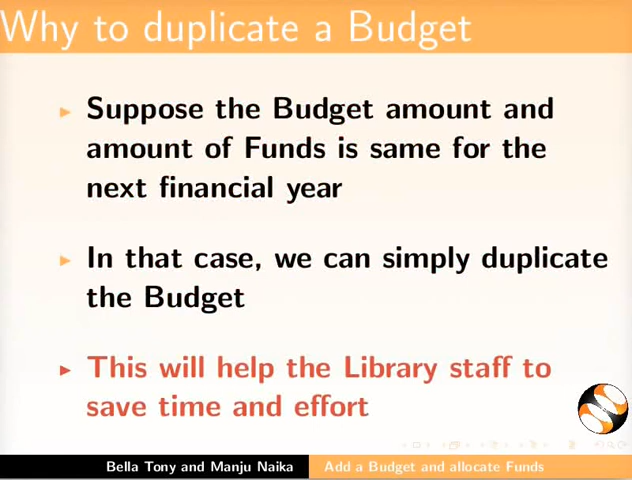 Why to duplicate a Budget
Suppose the Budget amount and
amount of Funds is same for the
next financial year
In that case, we can simply duplicate
the Budget
This will help the Library staff to
save time and effort
Bella Tony and Manju Naika
Add a Budget and allocate Funds